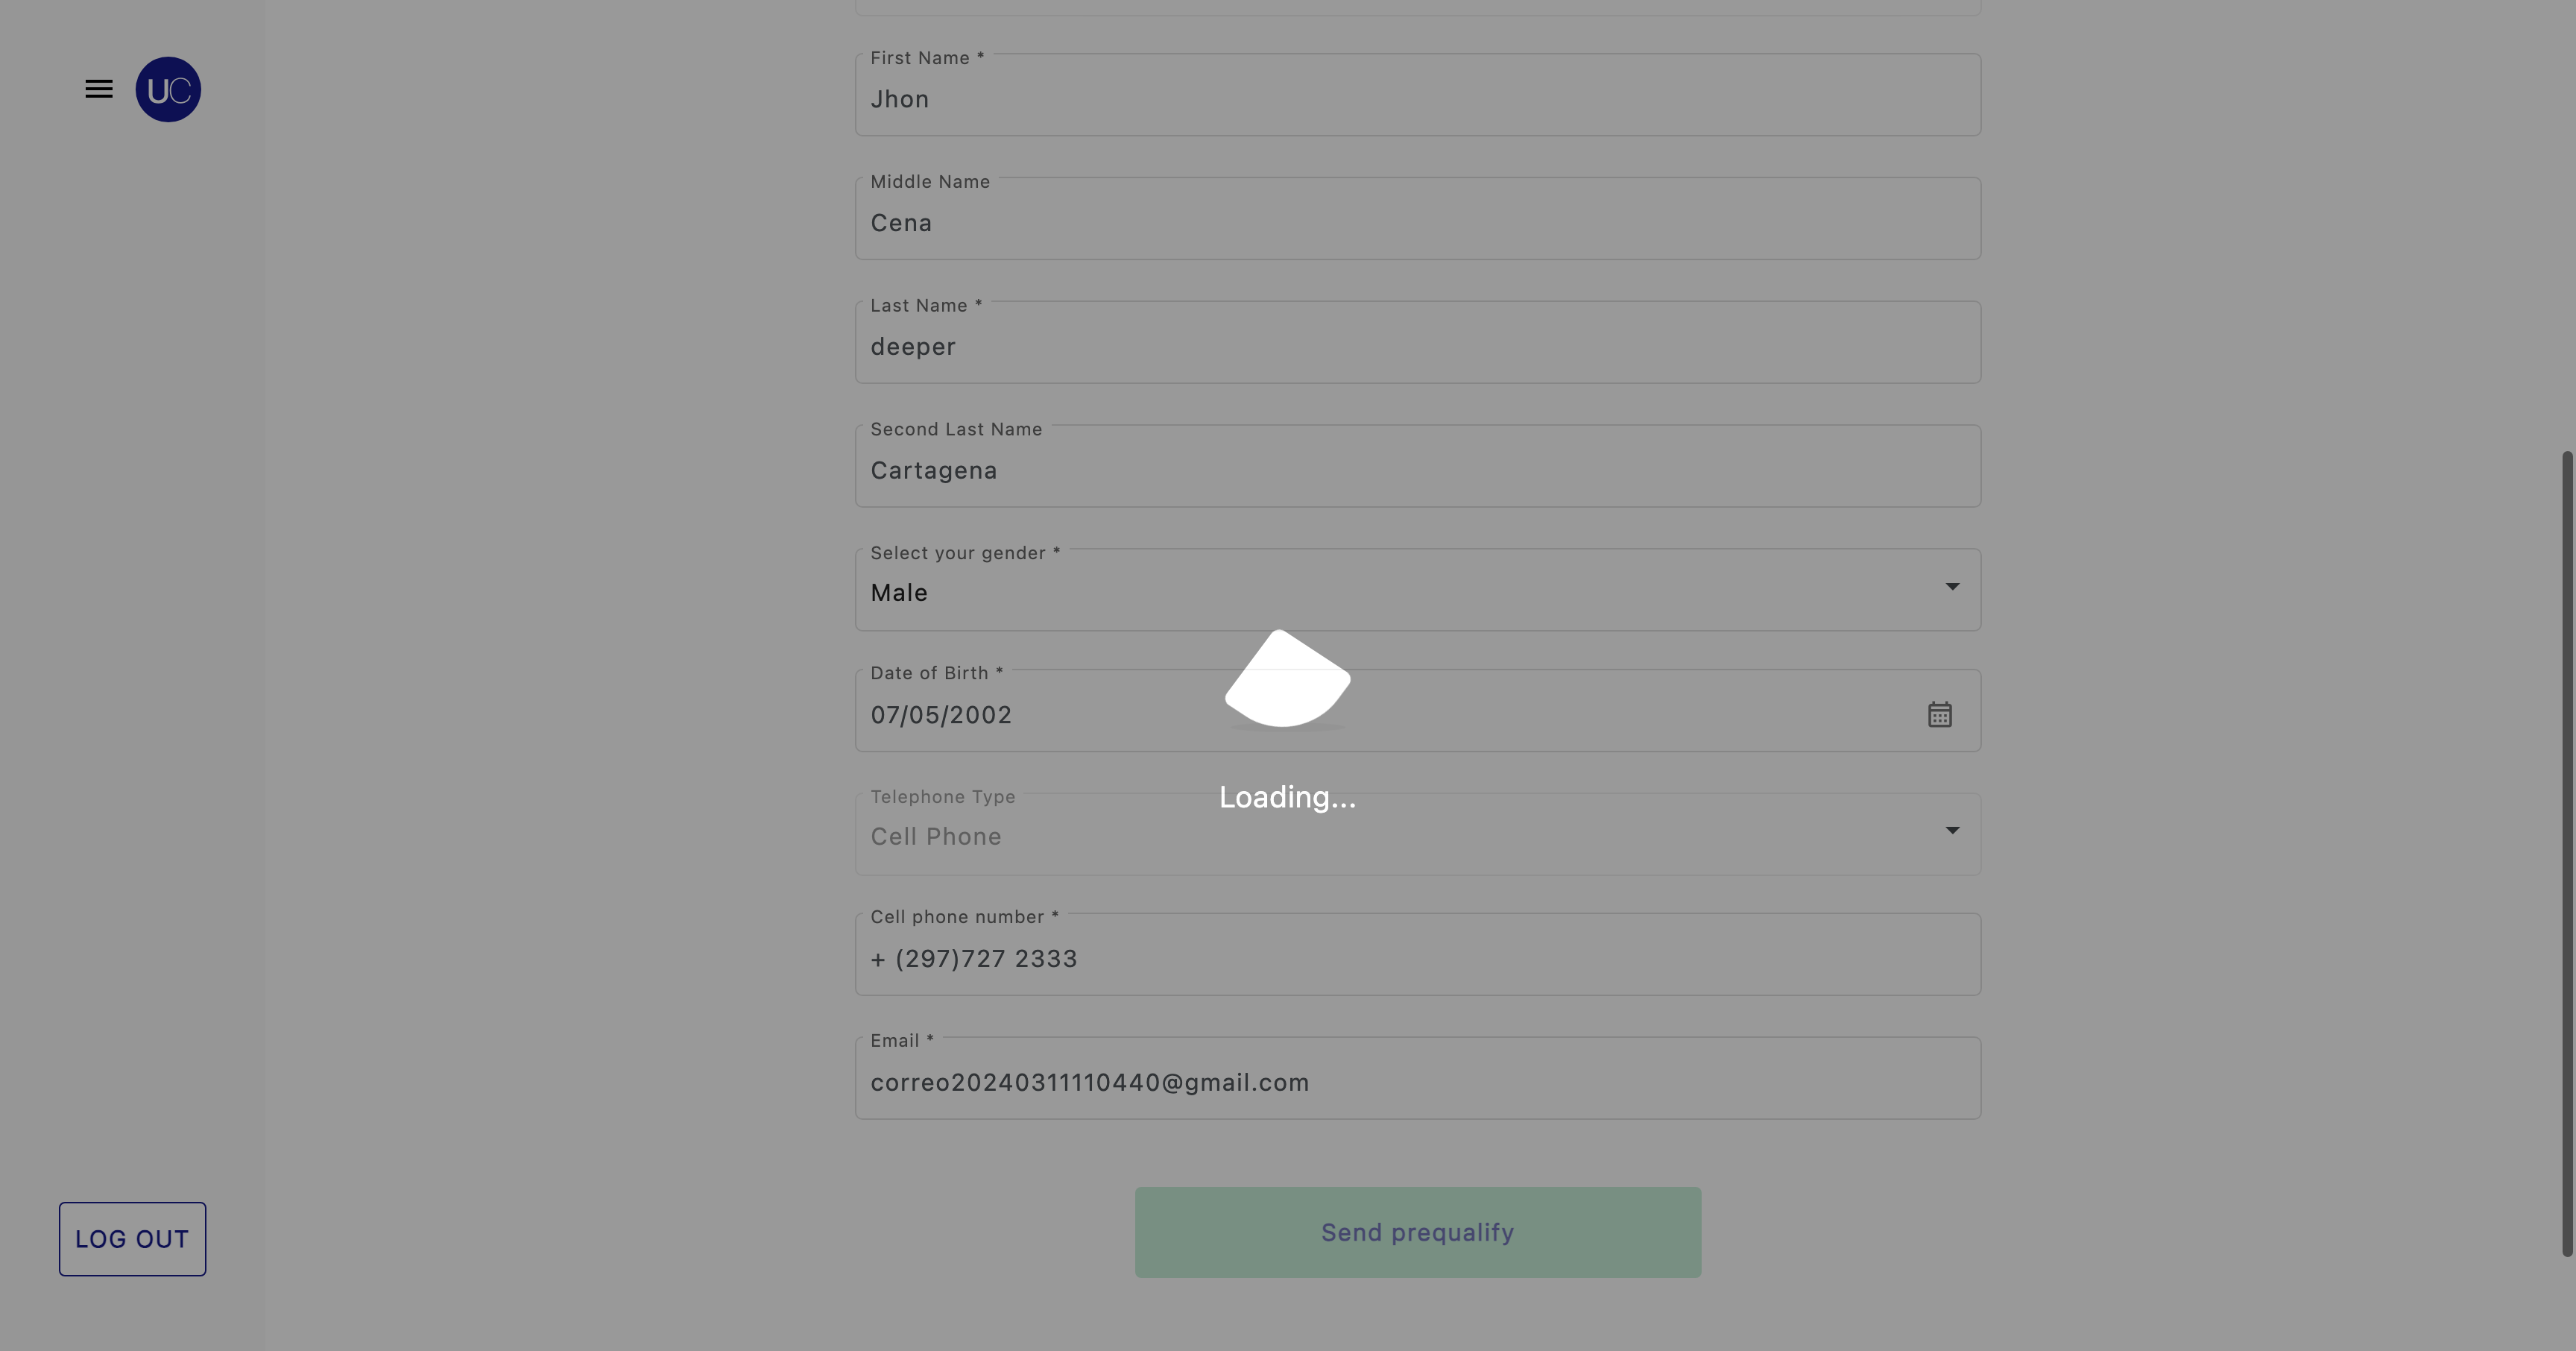 UC
First Name *
Jhon
Middle Name
Cena
Last Name *
deeper
Second Last Name
Cartagena
Select your gender *
Male
Date of Birth *
07/05/2002
Loading...
Telephone Type
Cell Phone
Cell phone number *
+ (297)727 2333
Email *
correo20240311110440@gmail.com
Send prequalify
LOG OUT